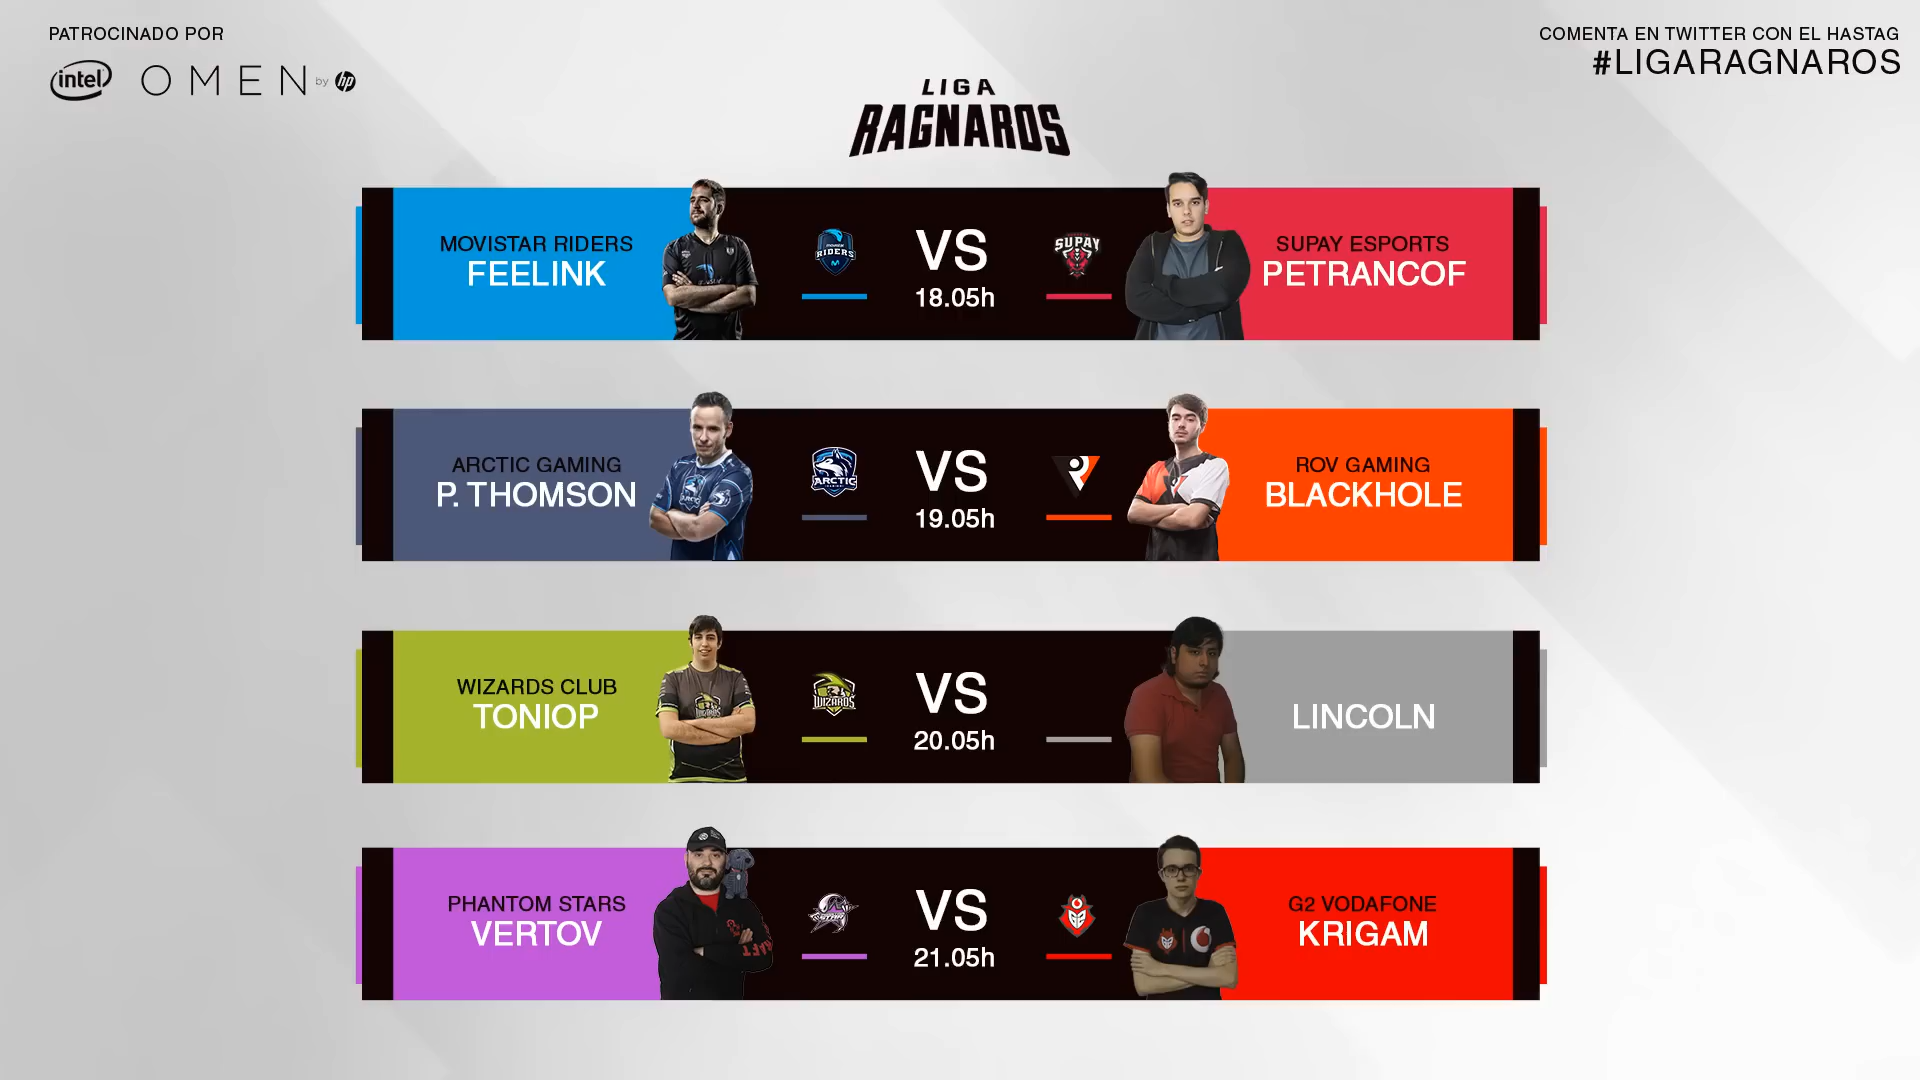 PATROCINADO POR
intel OMEN by hp
COMENTA EN TWITTER CON EL HASTAG
#LIGARAGNAROS
LIGA
RAGNAROS
MOVISTAR RIDERS
FEELINK
RIDERS
VS
18.05h
SUPAY
SUPAY ESPORTS
PETRANCOF
ARCTIC GAMING
P. THOMSON
ARCTIC
VS
19.05h
ROV GAMING
BLACKHOLE
WIZARDS CLUB
TONIOP
WIZARDS
VS
20.05h
LINCOLN
PHANTOM STARS
VERTOV
VS
21.05h
G2 VODAFONE
KRIGAM